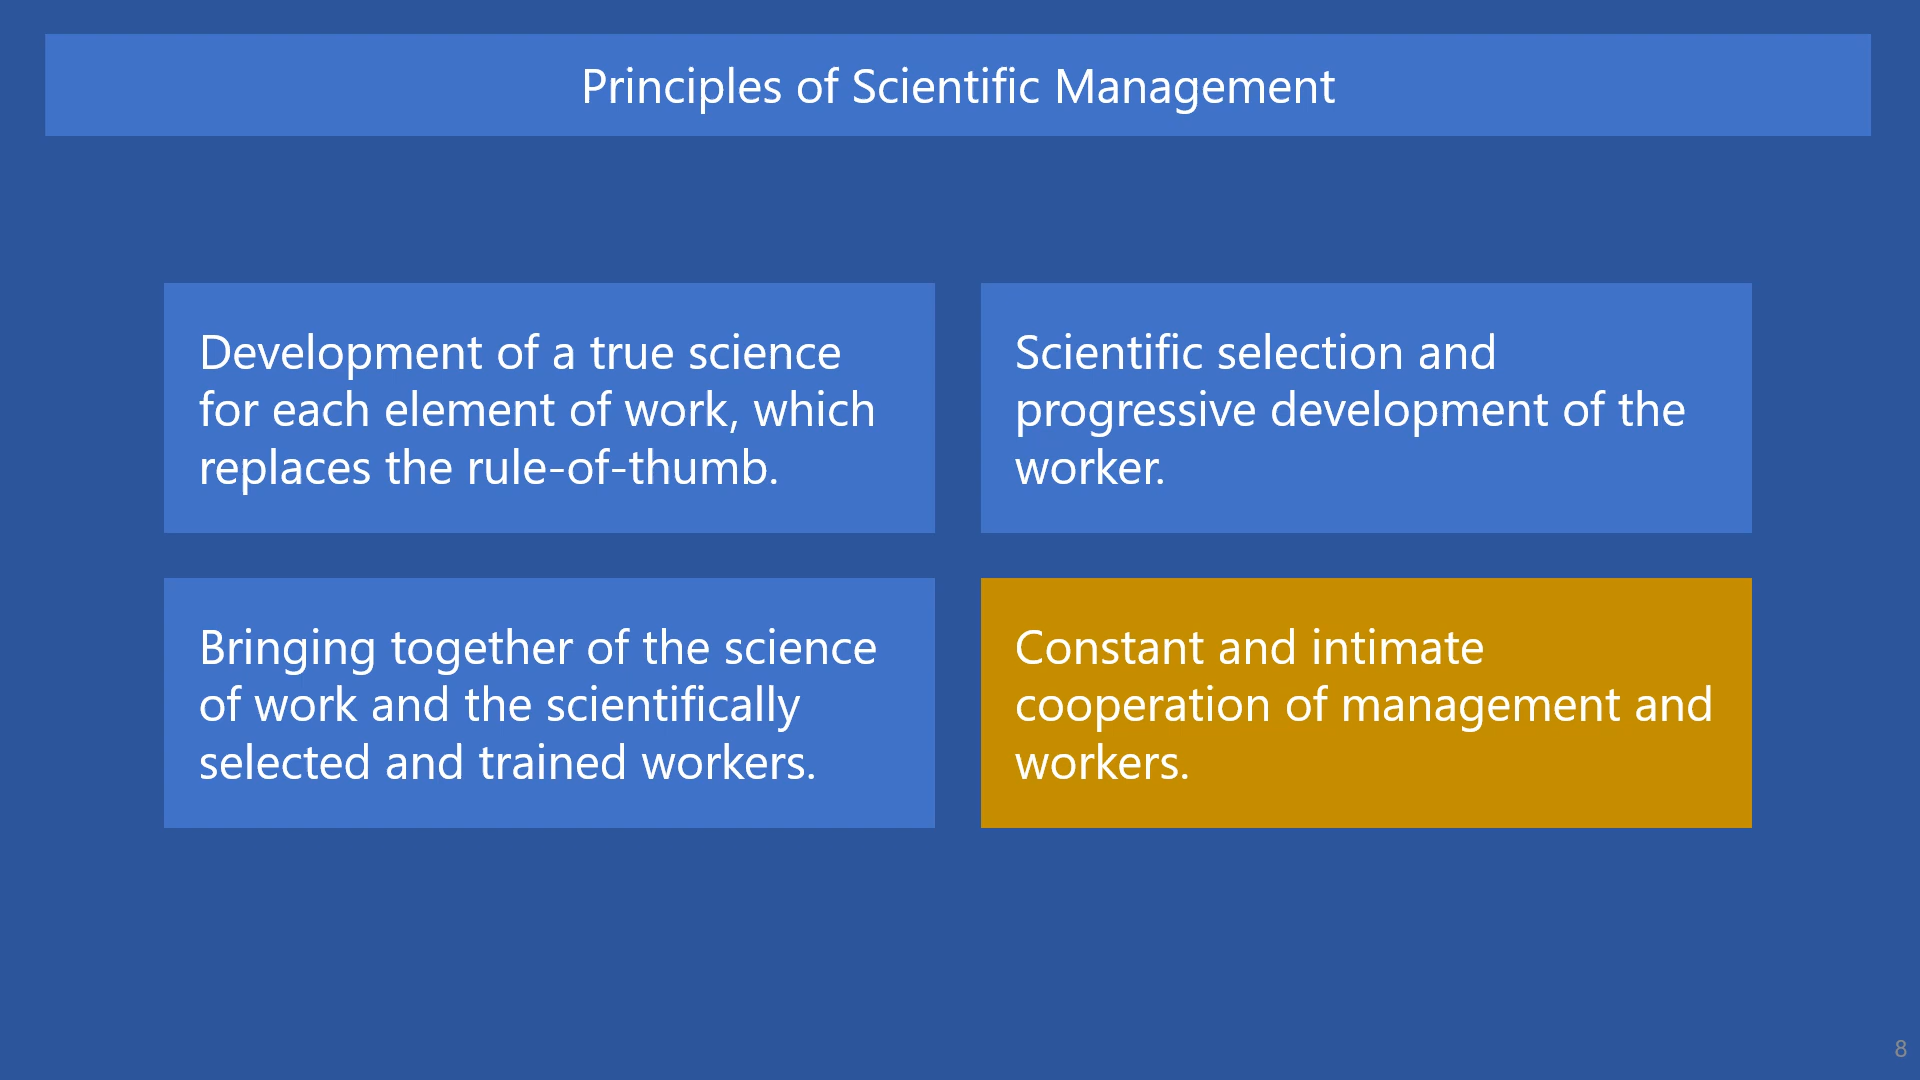 Principles of Scientific Management
Development of a true science
for each element of work, which
replaces the rule-of-thumb.
Scientific selection and
progressive development of the
worker.
Bringing together of the science
of work and the scientifically
selected and trained workers.
Constant and intimate
cooperation of management and
workers.
8